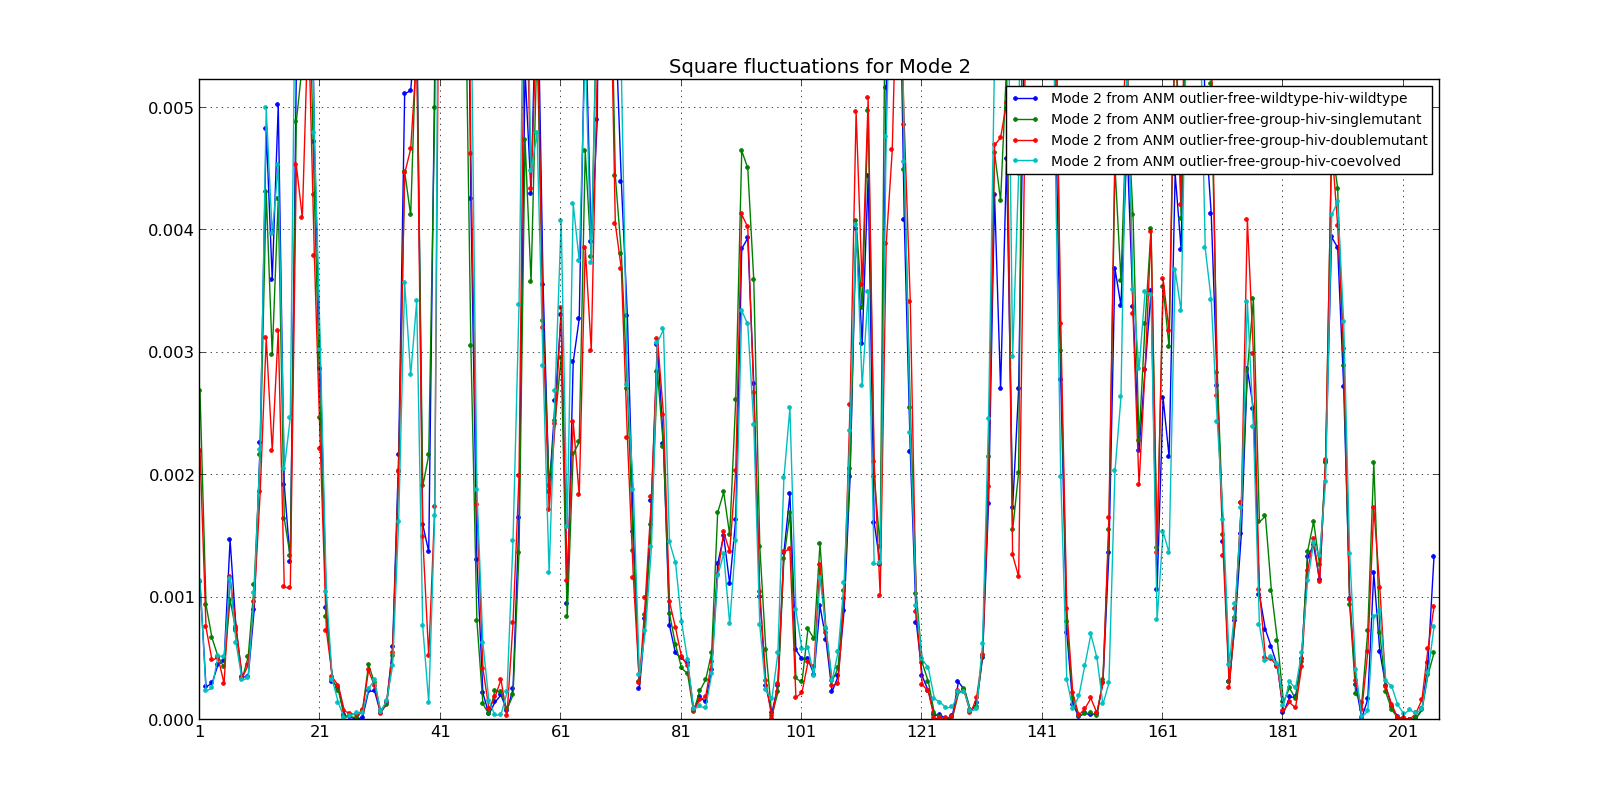 Square fluctuations for Mode 2
0.005
0.004
0.003
0.002
0.001
0.000
Mode 2 from ANM outlier-free-wildtype-hiv-wildtype
Mode 2 from ANM outlier-free-group-hiv-singlemutant
Mode 2 from ANM outlier-free-group-hiv-doublemutant
Mode 2 from ANM outlier-free-group-hiv-coevolved
1 21 41 61 81 101 121 141 161 181 201